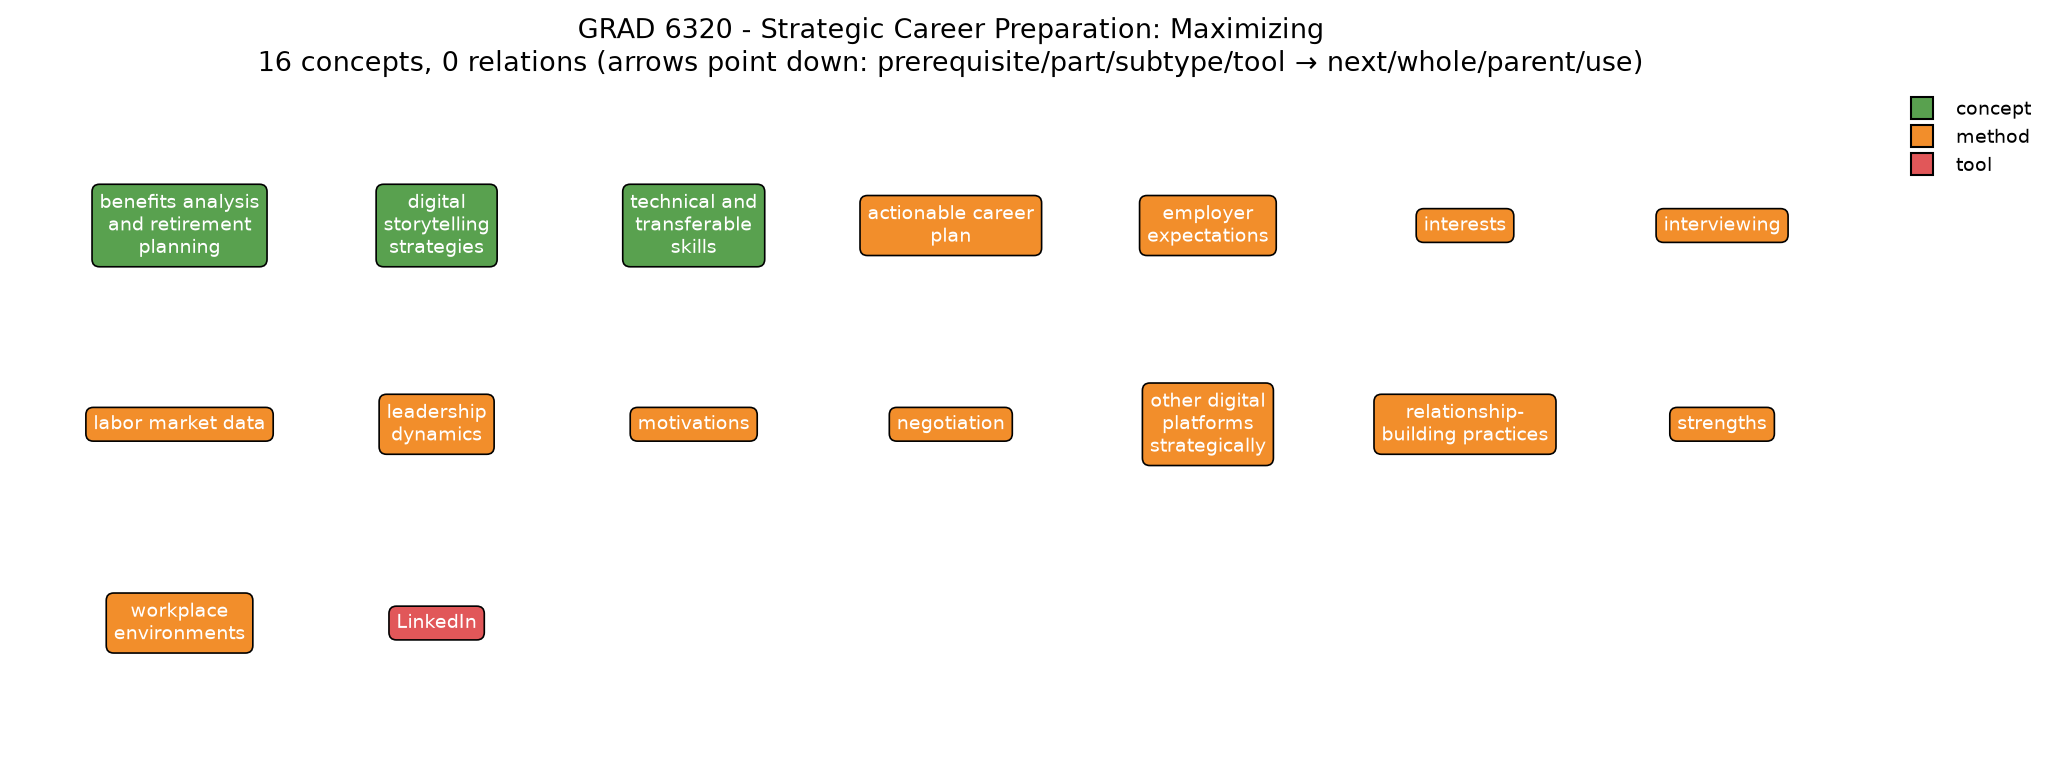 GRAD 6320 - Strategic Career Preparation: Maximizing
16 concepts, 0 relations (arrows point down: prerequisite/part/subtype/tool → next/whole/parent/use)
concept
method
tool
benefits analysis
and retirement
planning
digital
storytelling
strategies
technical and
transferable
skills
actionable career
plan
employer
expectations
interests
interviewing
labor market data
leadership
dynamics
motivations
negotiation
other digital
platforms
strategically
relationship-
building practices
strengths
workplace
environments
LinkedIn